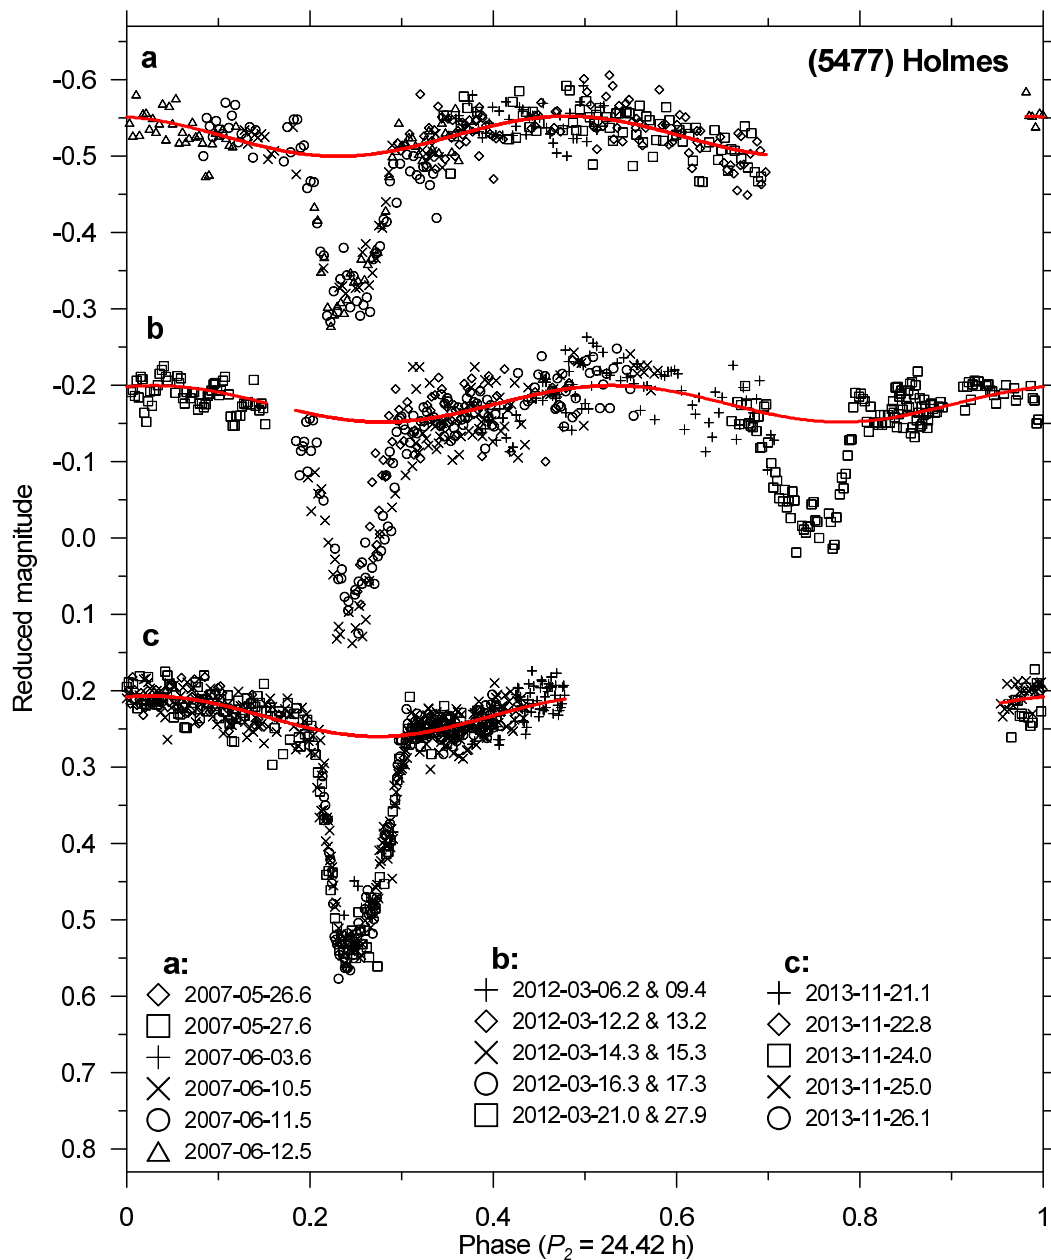 a
(5477) Holmes
-0.6
-0.5
-0.4
-0.3
b
-0.2
-0.1
0.0
0.1
c
0.2
0.3
0.4
0.5
0.6
0.7
0.8
Reduced magnitude
a:
2007-05-26.6
2007-05-27.6
2007-06-03.6
2007-06-10.5
2007-06-11.5
2007-06-12.5
b:
2012-03-06.2 & 09.4
2012-03-12.2 & 13.2
2012-03-14.3 & 15.3
2012-03-16.3 & 17.3
2012-03-21.0 & 27.9
c:
2013-11-21.1
2013-11-22.8
2013-11-24.0
2013-11-25.0
2013-11-26.1
0 0.2 0.4 0.6 0.8 1
Phase (P2 = 24.42 h)